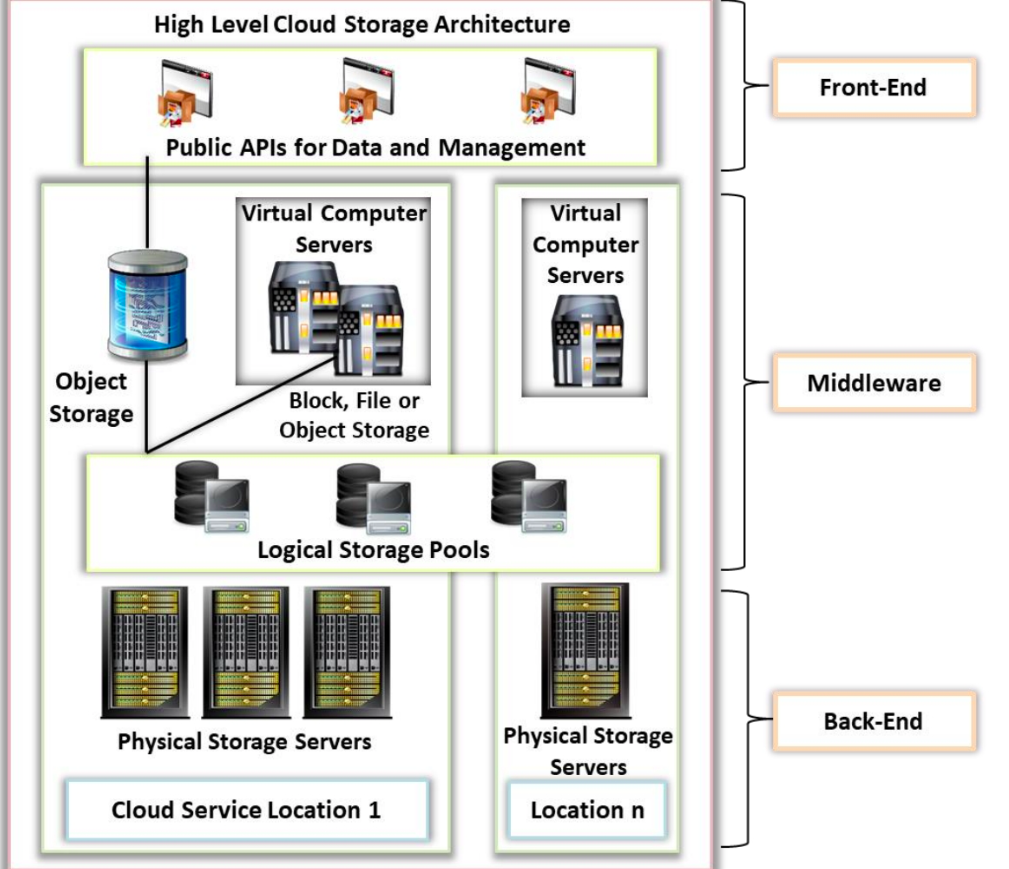 High Level Cloud Storage Architecture
Public APIs for Data and Management
Front-End
Virtual Computer
Servers
Object
Storage
Block, File or
Object Storage
Virtual
Computer
Servers
Middleware
Logical Storage Pools
Physical Storage Servers
Physical Storage
Servers
Back-End
Cloud Service Location 1
Location n